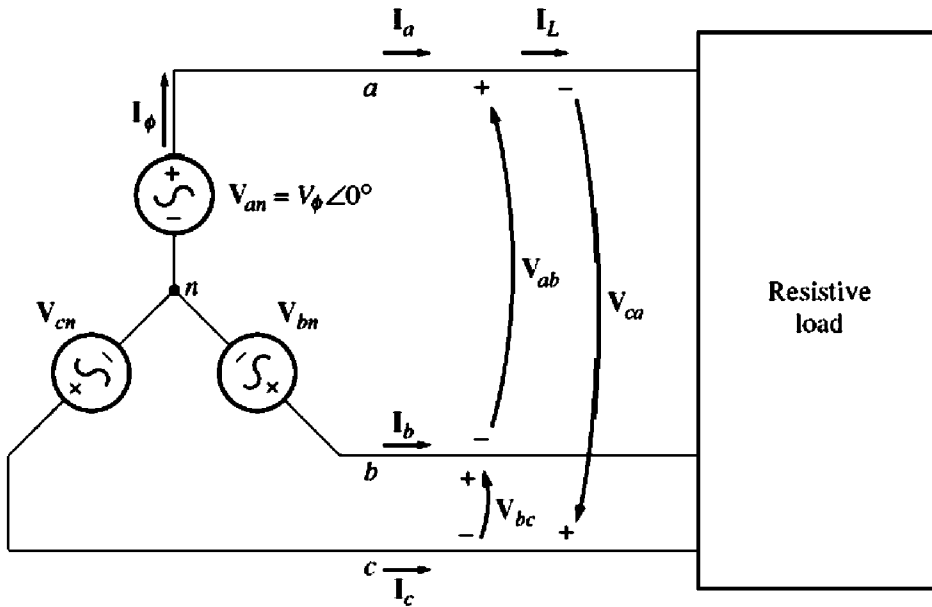 I_a
I_L
a
+
−
I_ϕ
+
−
V_an = V_ϕ∠0°
n
V_cn
V_bn
−
+
−
+
V_ab
V_ca
Resistive
load
I_b
b
−
+
V_bc
−
+
c
I_c